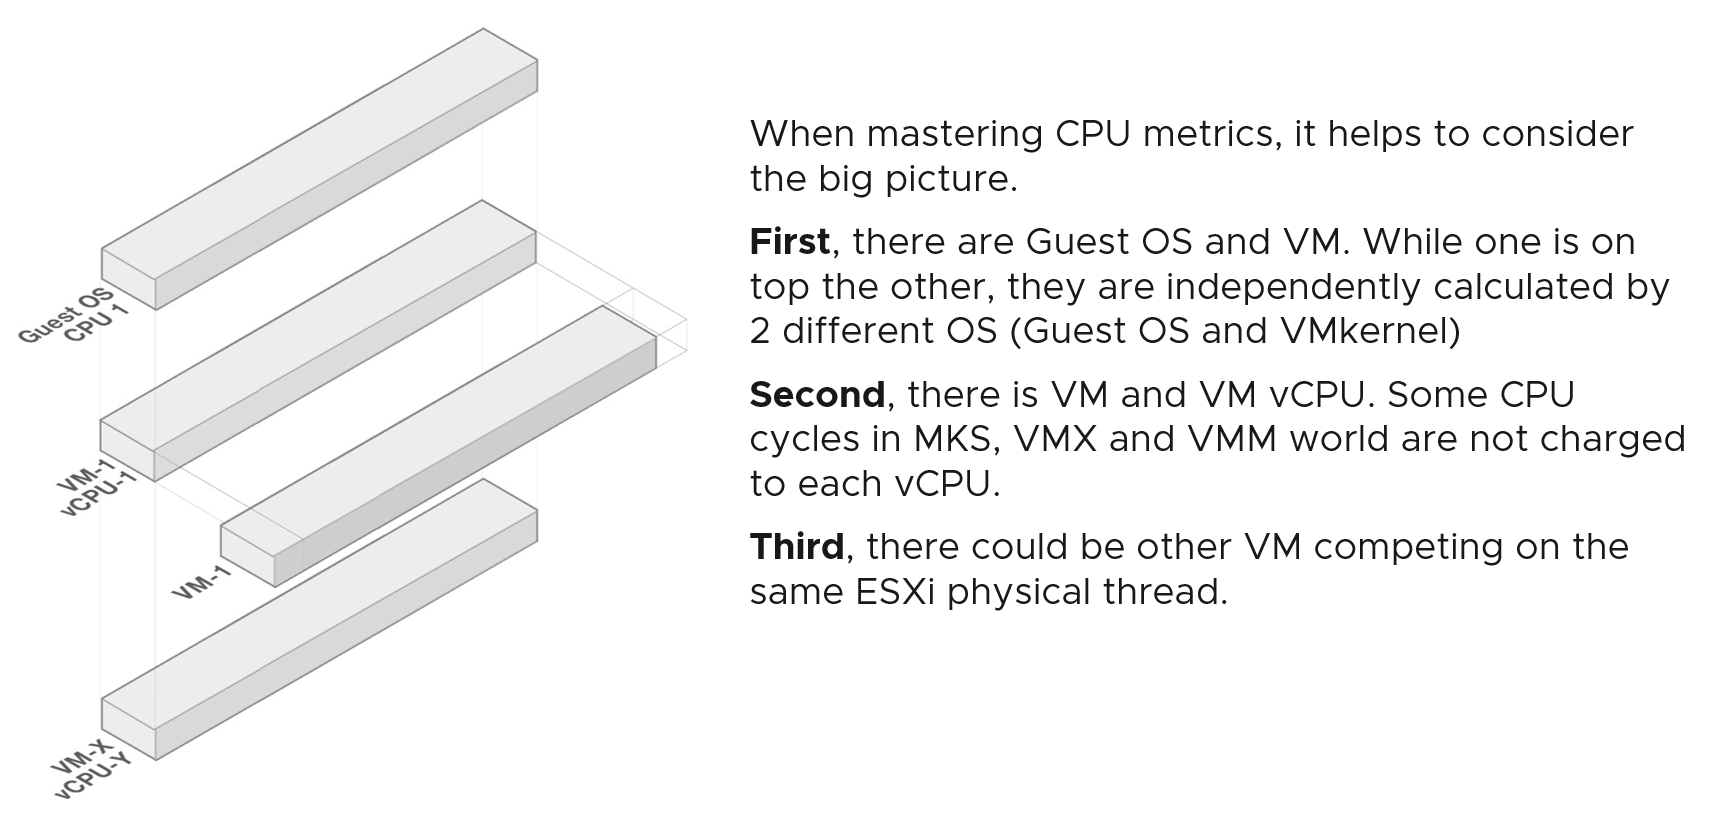 Guest OS
CPU 1
VM-1
vCPU-1
VM-1
VM-X
vCPU-Y
When mastering CPU metrics, it helps to consider
the big picture.
First, there are Guest OS and VM. While one is on
top the other, they are independently calculated by
2 different OS (Guest OS and VMkernel)
Second, there is VM and VM vCPU. Some CPU
cycles in MKS, VMX and VMM world are not charged
to each vCPU.
Third, there could be other VM competing on the
same ESXi physical thread.